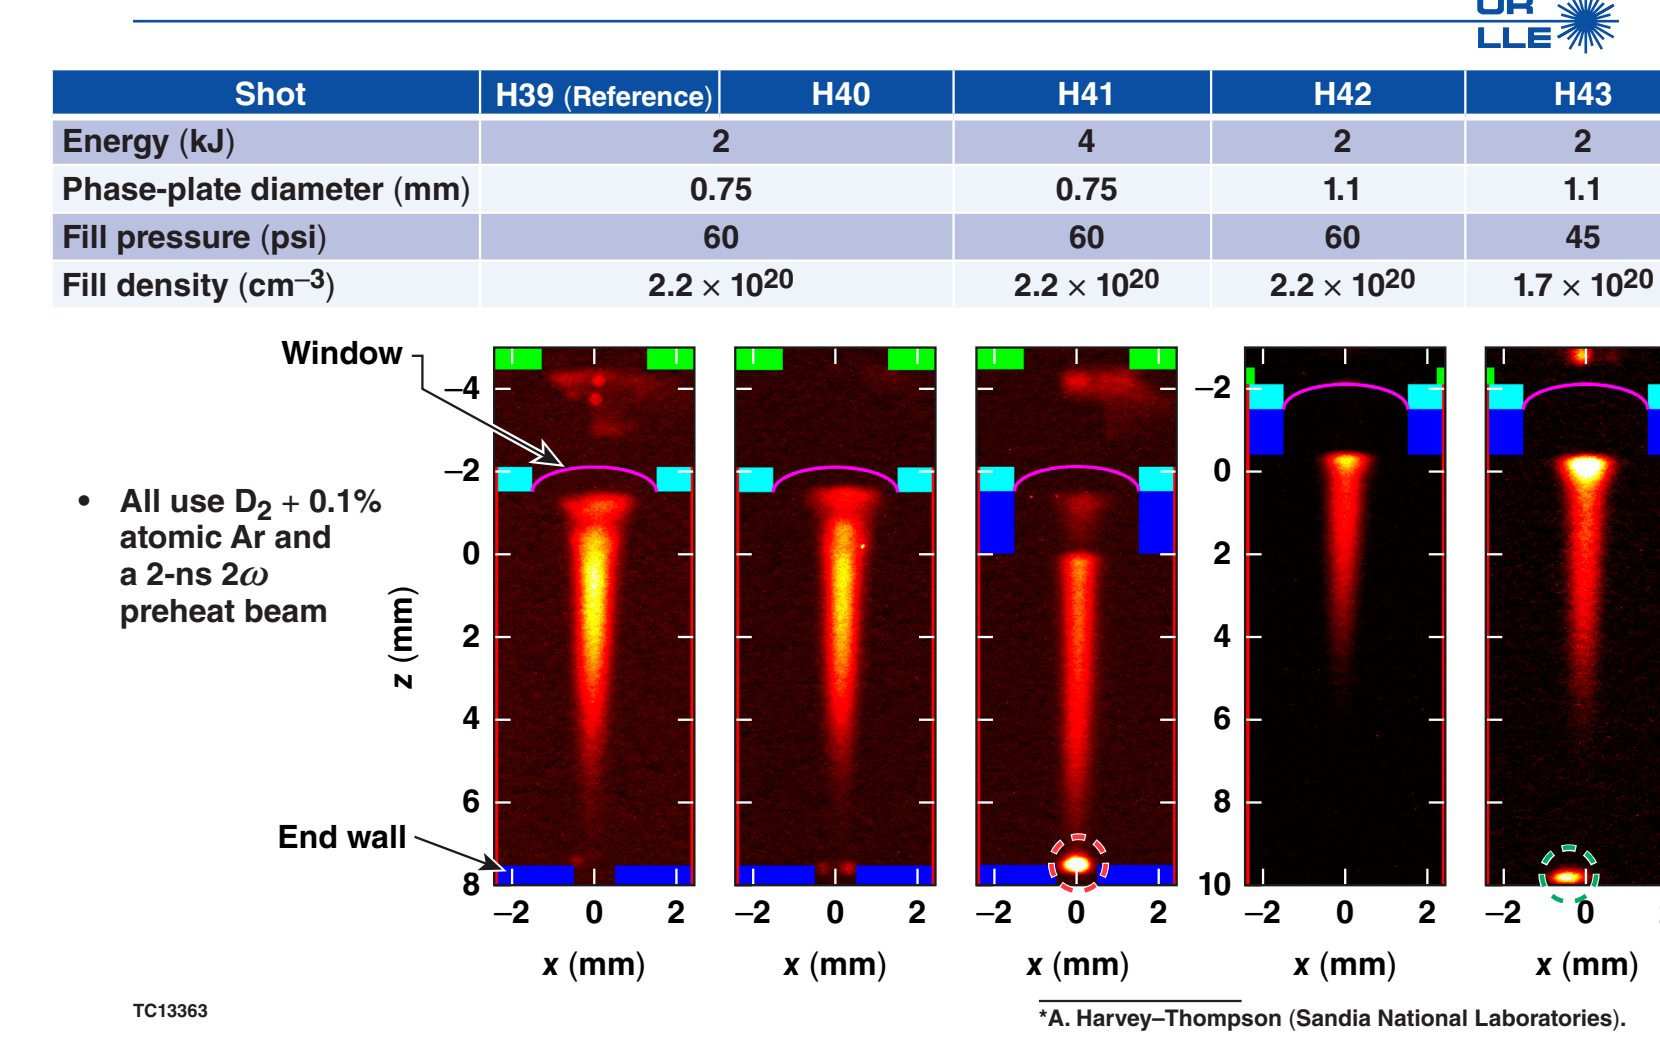 OR
LLE
Shot H39 (Reference) H40 H41 H42 H43
Energy (kJ) 2 4 2 2
Phase-plate diameter (mm) 0.75 0.75 1.1 1.1
Fill pressure (psi) 60 60 60 45
Fill density (cm–3) 2.2 × 1020 2.2 × 1020 2.2 × 1020 1.7 × 1020
Window
–4 –2 0 2 4 6 8
z (mm)
–2 0 2 4 6 8 10
• All use D2 + 0.1%
atomic Ar and
a 2-ns 2ω
preheat beam
End wall
–2 0 2 –2 0 2 –2 0 2 –2 0 2 –2 0
x (mm) x (mm) x (mm) x (mm) x (mm)
TC13363
*A. Harvey–Thompson (Sandia National Laboratories).